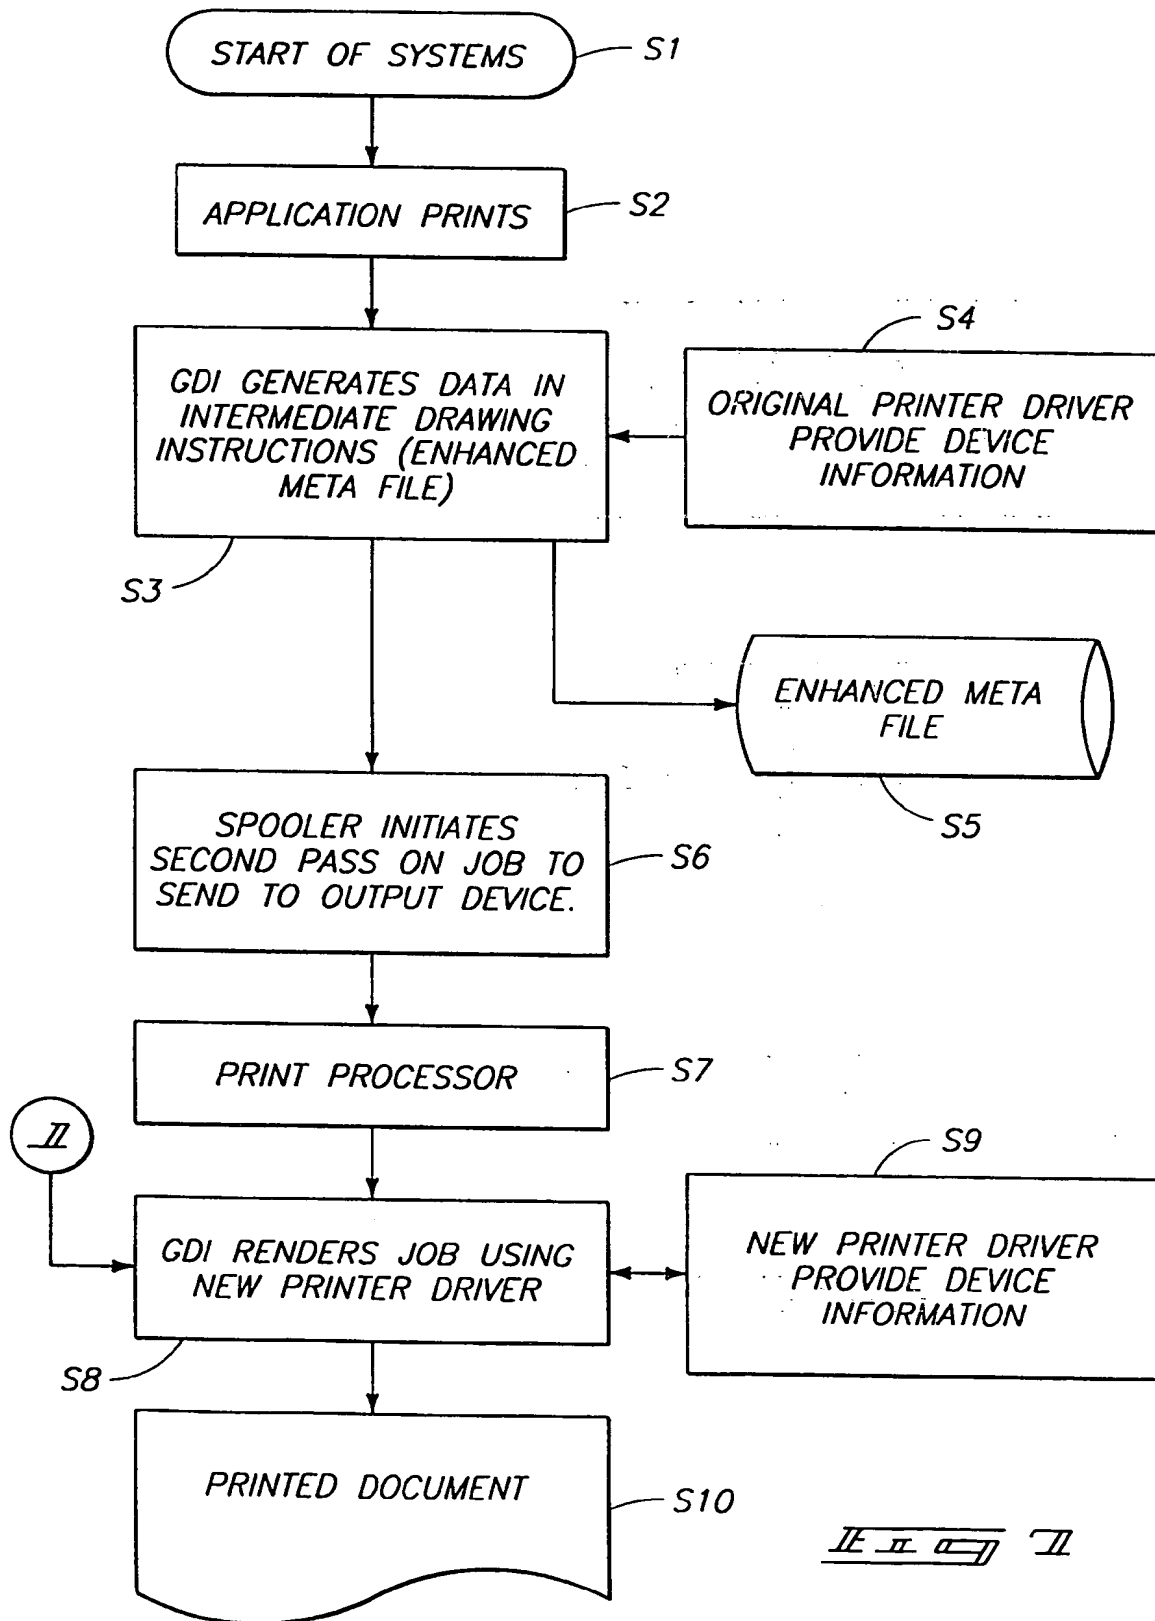 START OF SYSTEMS
S1
APPLICATION PRINTS
S2
GDI GENERATES DATA IN
INTERMEDIATE DRAWING
INSTRUCTIONS (ENHANCED
META FILE)
S3
S4
ORIGINAL PRINTER DRIVER
PROVIDE DEVICE
INFORMATION
ENHANCED META
FILE
S5
SPOOLER INITIATES
SECOND PASS ON JOB TO
SEND TO OUTPUT DEVICE.
S6
PRINT PROCESSOR
S7
GDI RENDERS JOB USING
NEW PRINTER DRIVER
S8
S9
NEW PRINTER DRIVER
PROVIDE DEVICE
INFORMATION
PRINTED DOCUMENT
S10